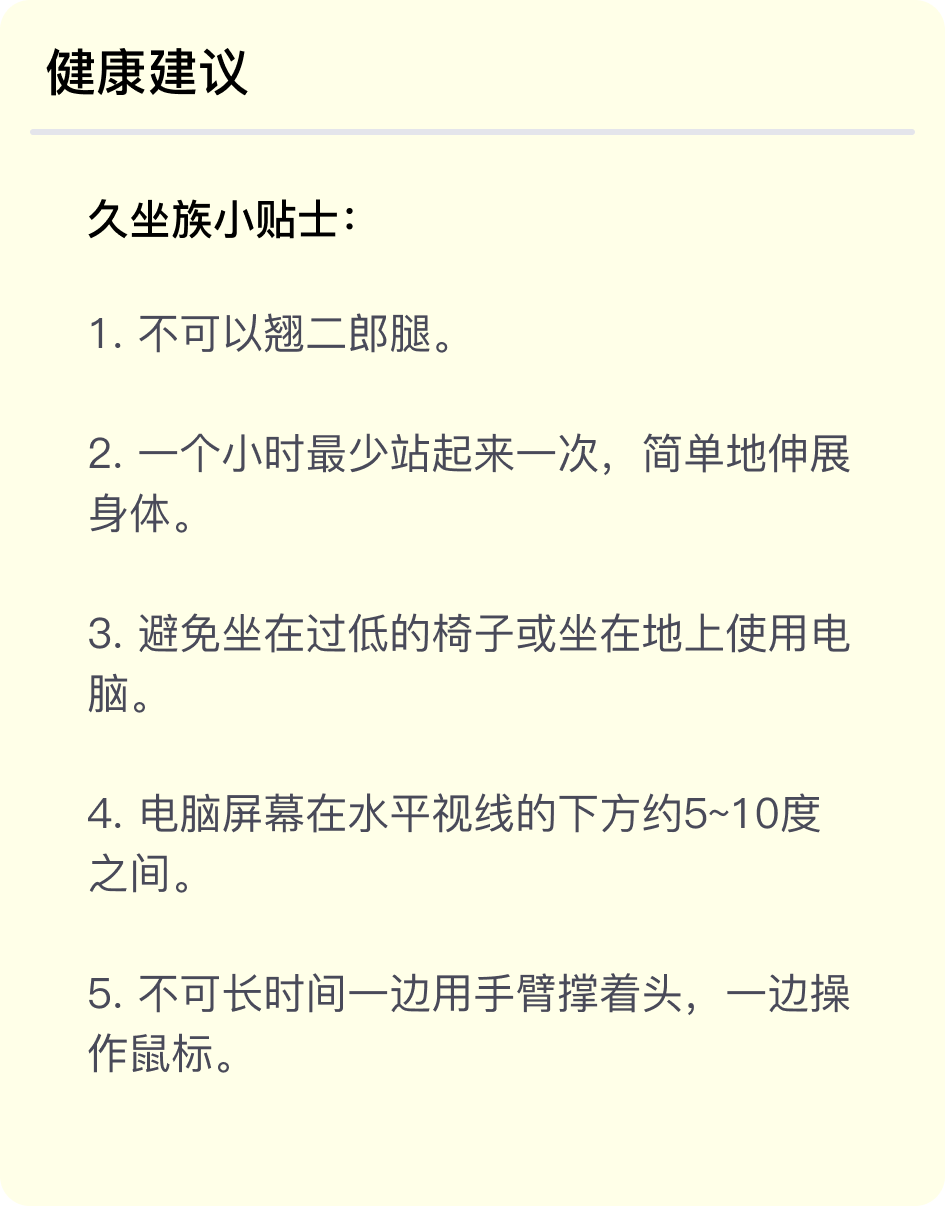 健康建议
久坐族小贴士：
1. 不可以翘二郎腿。
2. 一个小时最少站起来一次，简单地伸展
身体。
3. 避免坐在过低的椅子或坐在地上使用电
脑。
4. 电脑屏幕在水平视线的下方约5~10度
之间。
5. 不可长时间一边用手臂撑着头，一边操
作鼠标。